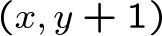 (x, y + 1)